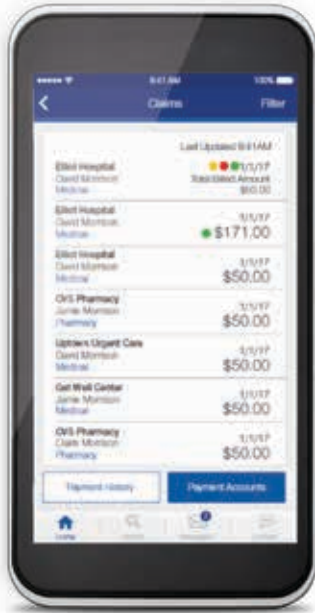 9:41 AM 100%
Claims Filter
Last Updated 9:41AM
Elliot Hospital 1/1/17
David Morrison Total Billed Amount
Medical $50.00
Elliot Hospital 1/1/17
David Morrison $171.00
Medical
Elliot Hospital 1/1/17
David Morrison $50.00
Medical
CVS Pharmacy 1/1/17
Jamie Morrison $50.00
Pharmacy
Urgent Care 1/1/17
David Morrison $50.00
Medical
Get Well Center 1/1/17
Jamie Morrison $50.00
Medical
CVS Pharmacy 1/1/17
Claire Morrison $50.00
Pharmacy
Payment History Payment Accounts
Home